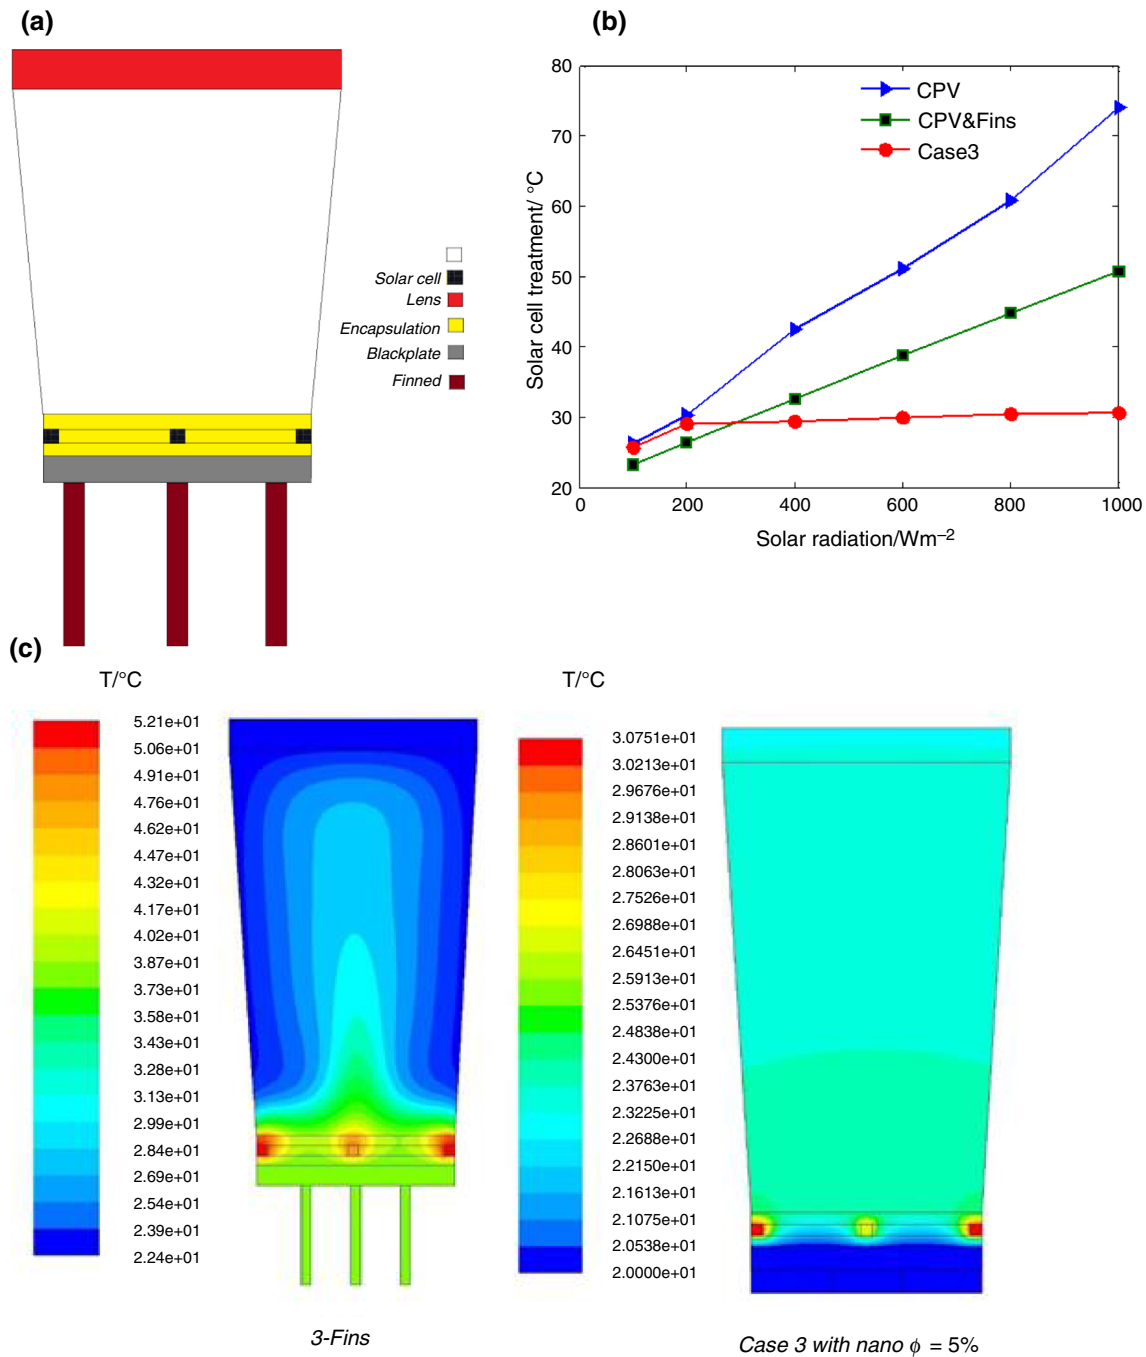 (a)
Solar cell
Lens
Encapsulation
Blackplate
Finned
(b)
80
70
60
50
40
30
20
0
200
400
600
800
1000
Solar cell treatment/ °C
Solar radiation/Wm–2
CPV
CPV&Fins
Case3
(c)
T/°C
5.21e+01
5.06e+01
4.91e+01
4.76e+01
4.62e+01
4.47e+01
4.32e+01
4.17e+01
4.02e+01
3.87e+01
3.73e+01
3.58e+01
3.43e+01
3.28e+01
3.13e+01
2.99e+01
2.84e+01
2.69e+01
2.54e+01
2.39e+01
2.24e+01
3-Fins
T/°C
3.0751e+01
3.0213e+01
2.9676e+01
2.9138e+01
2.8601e+01
2.8063e+01
2.7526e+01
2.6988e+01
2.6451e+01
2.5913e+01
2.5376e+01
2.4838e+01
2.4300e+01
2.3763e+01
2.3225e+01
2.2688e+01
2.2150e+01
2.1613e+01
2.1075e+01
2.0538e+01
2.0000e+01
Case 3 with nano ϕ = 5%